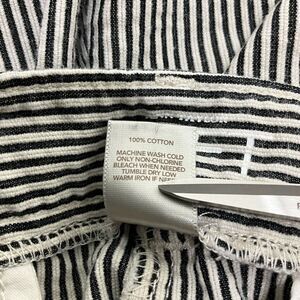 100% COTTON
MACHINE WASH COLD
ONLY NON-CHLORINE
BLEACH WHEN NEEDED
TUMBLE DRY LOW
WARM IRON IF